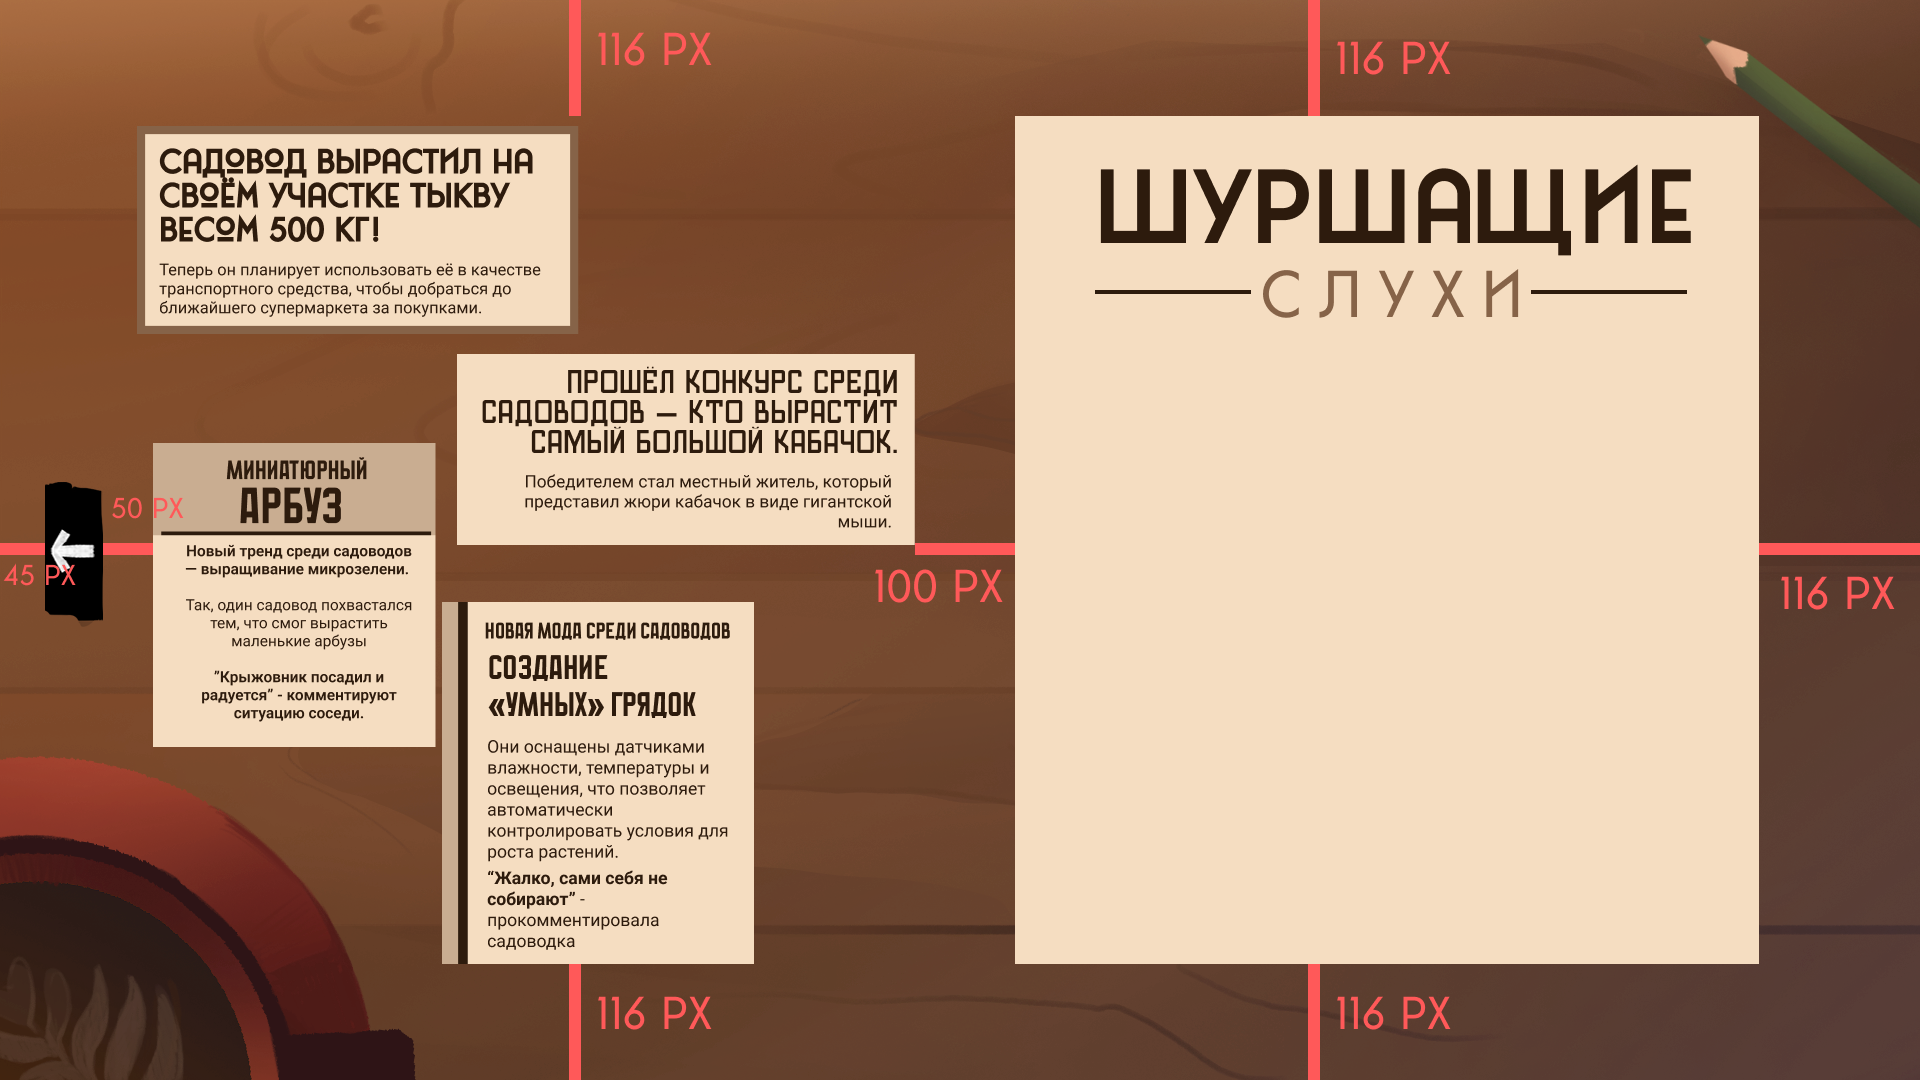 116 PX
116 PX
САДОВОД ВЫРАСТИЛ НА
СВОЁМ УЧАСТКЕ ТЫКВУ
ВЕСОМ 500 КГ!
Теперь он планирует использовать её в качестве
транспортного средства, чтобы добраться до
ближайшего супермаркета за покупками.
ПРОШЁЛ КОНКУРС СРЕДИ
САДОВОДОВ – КТО ВЫРАСТИТ
САМЫЙ БОЛЬШОЙ КАБАЧОК.
Победителем стал местный житель, который
представил жюри кабачок в виде гигантской
мыши.
50 PX
45 PX
МИНИАТЮРНЫЙ
АРБУЗ
Новый тренд среди садоводов
— выращивание микрозелени.
Так, один садовод похвастался
тем, что смог вырастить
маленькие арбузы
"Крыжовник посадил и
радуется" - комментируют
ситуацию соседи.
НОВАЯ МОДА СРЕДИ САДОВОДОВ
СОЗДАНИЕ
«УМНЫХ» ГРЯДОК
Они оснащены датчиками
влажности, температуры и
освещения, что позволяет
автоматически
контролировать условия для
роста растений.
“Жалко, сами себя не
собирают” -
прокомментировала
садоводка
100 PX
ШУРШАЩИЕ
СЛУХИ
116 PX
116 PX
116 PX